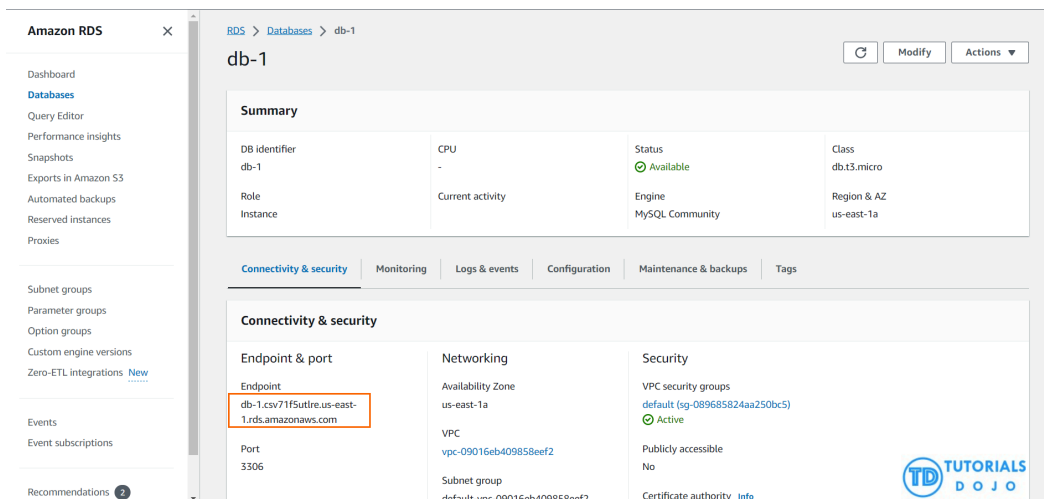 Amazon RDS
Dashboard
Databases
Query Editor
Performance insights
Snapshots
Exports in Amazon S3
Automated backups
Reserved instances
Proxies
Subnet groups
Parameter groups
Option groups
Custom engine versions
Zero-ETL integrations New
Events
Event subscriptions
Recommendations 2
RDS > Databases > db-1
db-1
Modify
Actions
Summary
DB identifier
db-1
CPU
-
Status
Available
Class
db.t3.micro
Role
Instance
Current activity
Engine
MySQL Community
Region & AZ
us-east-1a
Connectivity & security
Monitoring
Logs & events
Configuration
Maintenance & backups
Tags
Connectivity & security
Endpoint & port
Endpoint
db-1.csv71f5utlre.us-east-
1.rds.amazonaws.com
Port
3306
Networking
Availability Zone
us-east-1a
VPC
vpc-09016eb409858eef2
Subnet group
default-vpc-09016eb409858eef2
Security
VPC security groups
default (sg-089685824aa250bc5)
Active
Publicly accessible
No
Certificate authority Info
TD TUTORIALS
DOJO